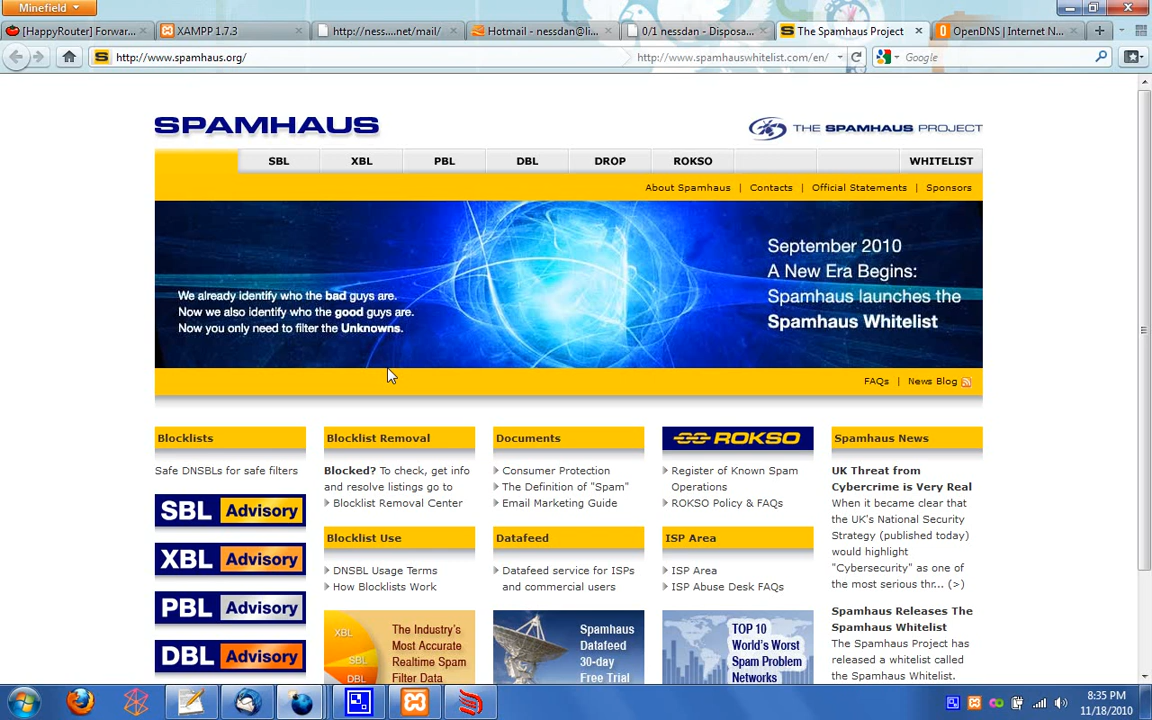 Minefield
[HappyRouter] Forwar...
XAMPP 1.7.3
http://ness....net/mail/
Hotmail - nessdan@li...
0/1 nessdan - Disposa...
The Spamhaus Project
OpenDNS | Internet N...
http://www.spamhaus.org/
http://www.spamhauswhitelist.com/en/
Google
SPAMHAUS
THE SPAMHAUS PROJECT
SBL
XBL
PBL
DBL
DROP
ROKSO
WHITELIST
About Spamhaus | Contacts | Official Statements | Sponsors
We already identify who the bad guys are.
Now we also identify who the good guys are.
Now you only need to filter the Unknowns.
September 2010
A New Era Begins:
Spamhaus launches the
Spamhaus Whitelist
FAQs | News Blog
Blocklists
Safe DNSBLs for safe filters
SBL Advisory
XBL Advisory
PBL Advisory
DBL Advisory
Blocklist Removal
Blocked? To check, get info
and resolve listings go to
Blocklist Removal Center
Blocklist Use
DNSBL Usage Terms
How Blocklists Work
XBL
SBL
DBL
The Industry's
Most Accurate
Realtime Spam
Filter Data
Documents
Consumer Protection
The Definition of "Spam"
Email Marketing Guide
Datafeed
Datafeed service for ISPs
and commercial users
Spamhaus
Datafeed
30-day
Free Trial
ROKSO
Register of Known Spam
Operations
ROKSO Policy & FAQs
ISP Area
ISP Area
ISP Abuse Desk FAQs
TOP 10
World's Worst
Spam Problem
Networks
Spamhaus News
UK Threat from
Cybercrime is Very Real
When it became clear that
the UK's National Security
Strategy (published today)
would highlight
"Cybersecurity" as one of
the most serious thr... (>)
Spamhaus Releases The
Spamhaus Whitelist
The Spamhaus Project has
released a whitelist called
the Spamhaus Whitelist.
8:35 PM
11/18/2010